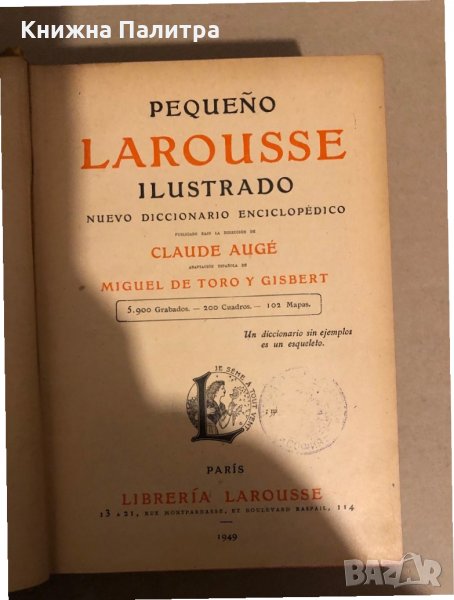 Книжна Палитра
PEQUEÑO
LAROUSSE
ILUSTRADO
NUEVO DICCIONARIO ENCICLOPÉDICO
PUBLICADO BAJO LA DIRECCIÓN DE
CLAUDE AUGÉ
ADAPTACIÓN ESPAÑOLA DE
MIGUEL DE TORO Y GISBERT
5.900 Grabados. — 200 Cuadros. — 102 Mapas.
Un diccionario sin ejemplos
es un esqueleto.
JE SÈME À TOUT VENT
L
PARÍS
LIBRERÍA LAROUSSE
13 A 21, RUE MONTPARNASSE, ET BOULEVARD RASPAIL, 114
1949
BAZAR